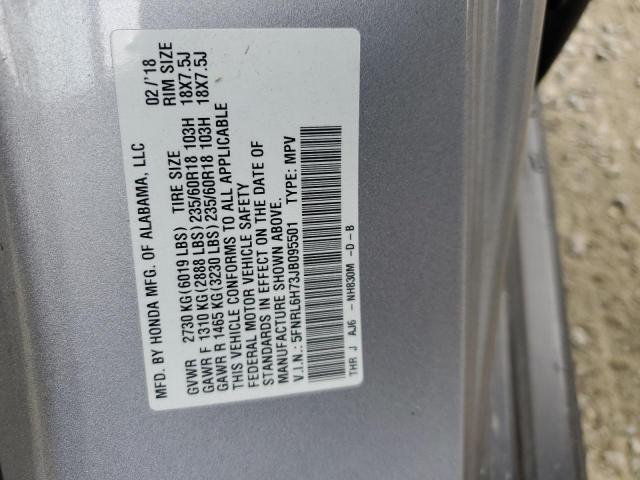 MFD. BY HONDA MFG. OF ALABAMA, LLC 02/'18
TIRE SIZE RIM SIZE
GVWR 2730 KG(6019 LBS)
GAWR F 1310 KG(2888 LBS) 235/60R18 103H 18X7.5J
GAWR R 1465 KG(3230 LBS) 235/60R18 103H 18X7.5J
THIS VEHICLE CONFORMS TO ALL APPLICABLE
FEDERAL MOTOR VEHICLE SAFETY
STANDARDS IN EFFECT ON THE DATE OF
MANUFACTURE SHOWN ABOVE.
V.I.N.: 5FNRL6H73JB095501 TYPE: MPV
THR J AJ6 - NH830M -D-B